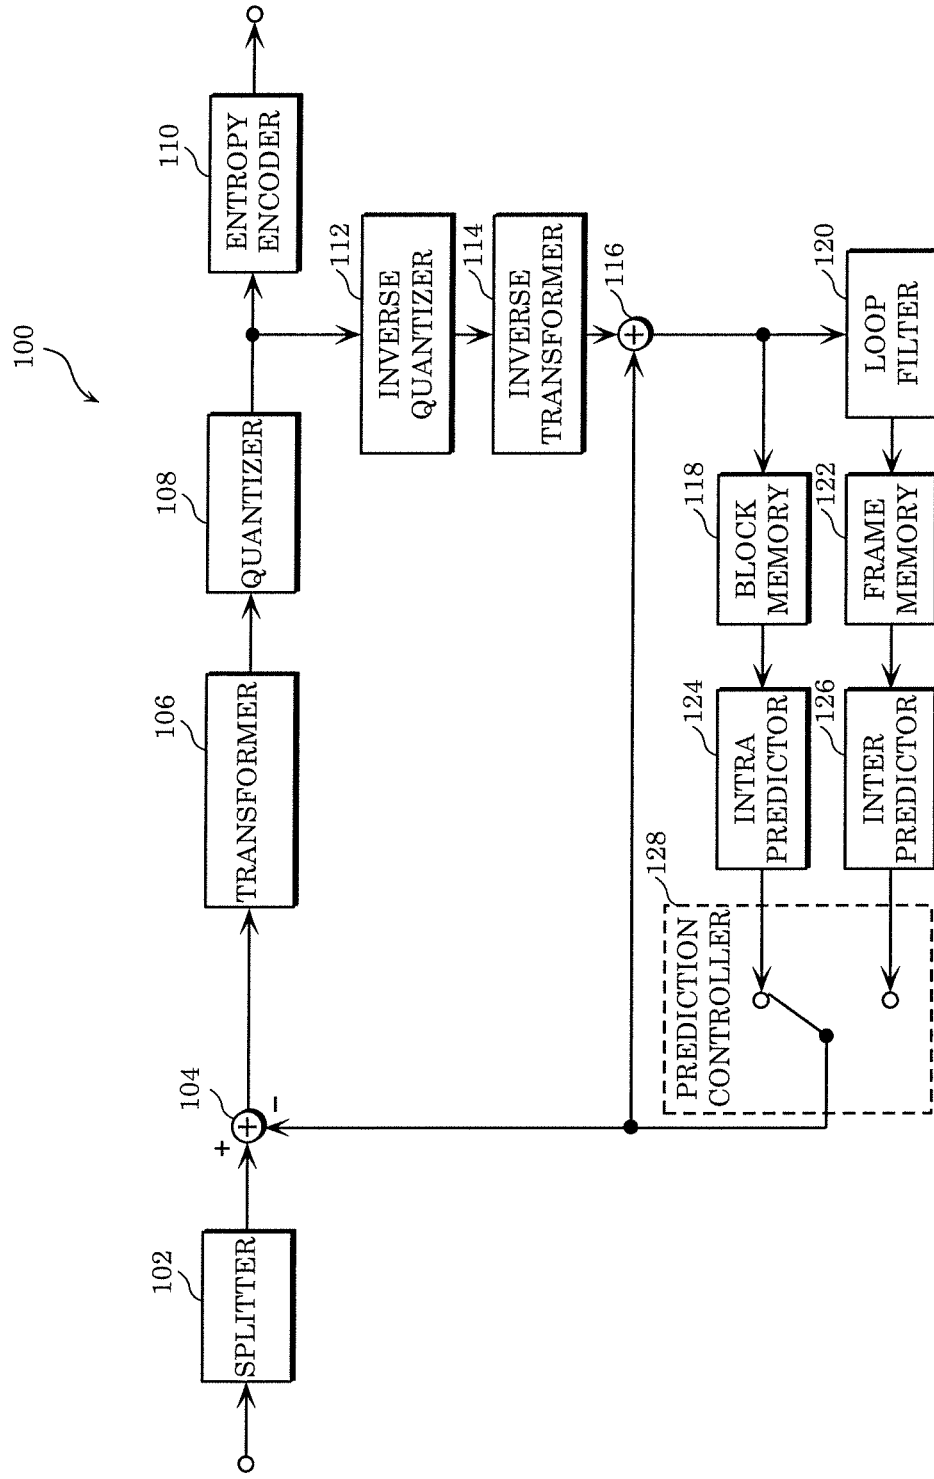 100
102
SPLITTER
104
+
−
106
TRANSFORMER
108
QUANTIZER
110
ENTROPY
ENCODER
112
INVERSE
QUANTIZER
114
INVERSE
TRANSFORMER
116
118
BLOCK
MEMORY
120
LOOP
FILTER
122
FRAME
MEMORY
124
INTRA
PREDICTOR
126
INTER
PREDICTOR
128
PREDICTION
CONTROLLER